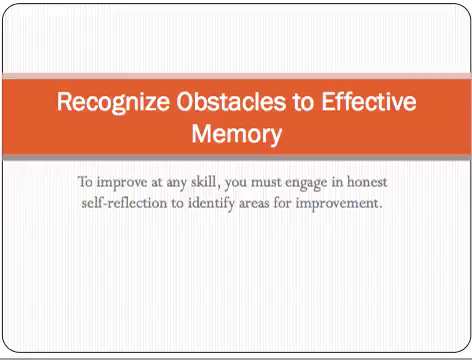 Recognize Obstacles to Effective
Memory
To improve at any skill, you must engage in honest
self-reflection to identify areas for improvement.